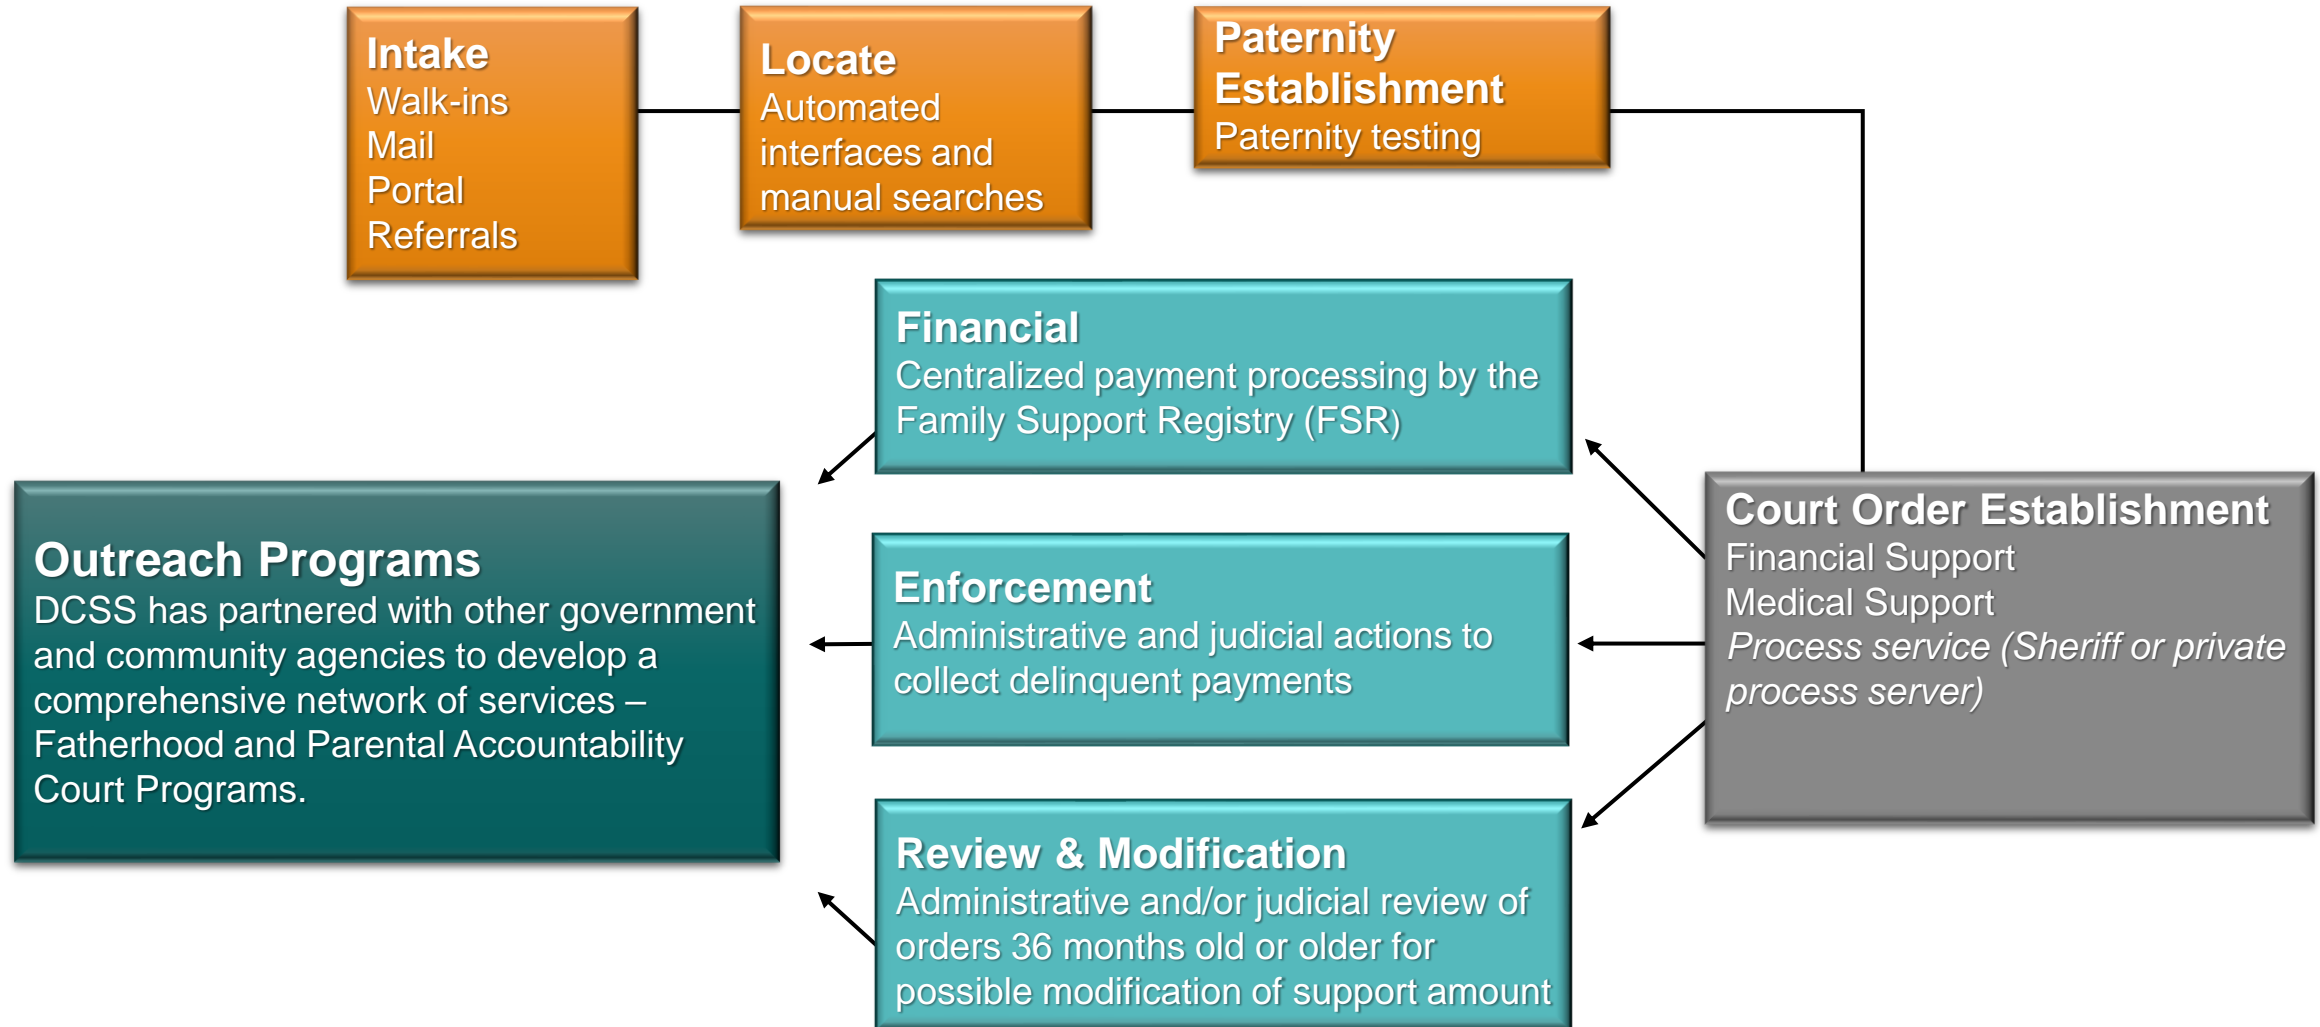 Intake
Walk-ins
Mail
Portal
Referrals
Locate
Automated
interfaces and
manual searches
Paternity
Establishment
Paternity testing
Financial
Centralized payment processing by the
Family Support Registry (FSR)
Outreach Programs
DCSS has partnered with other government
and community agencies to develop a
comprehensive network of services –
Fatherhood and Parental Accountability
Court Programs.
Enforcement
Administrative and judicial actions to
collect delinquent payments
Court Order Establishment
Financial Support
Medical Support
Process service (Sheriff or private
process server)
Review & Modification
Administrative and/or judicial review of
orders 36 months old or older for
possible modification of support amount